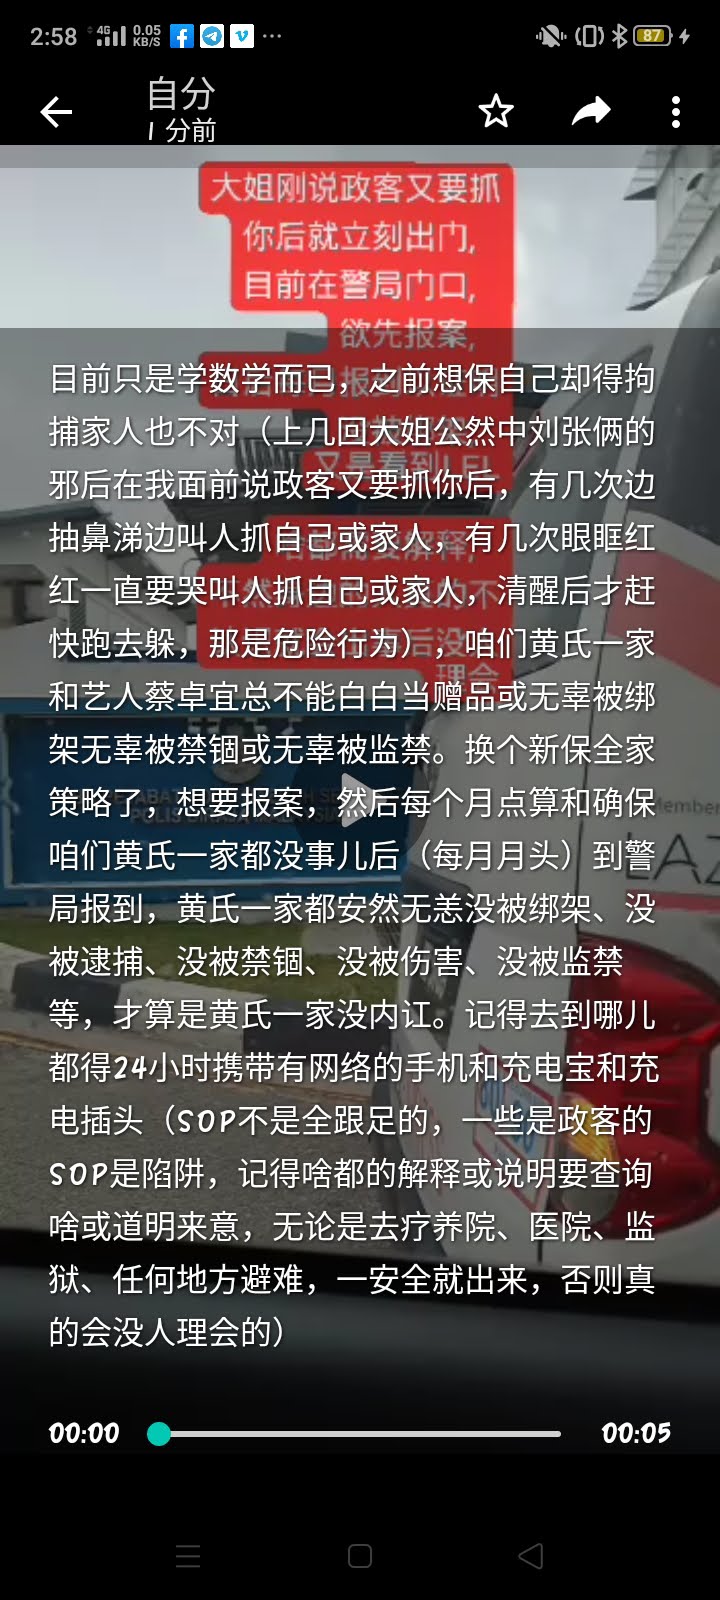 2:58
4G
0.05
KB/S
87
自分
1 分前
大姐刚说政客又要抓
你后就立刻出门，
目前在警局门口，
欲先报案，
目前只是学数学而已，之前想保自己却得拘
捕家人也不对（上几回大姐公然中刘张俩的
邪后在我面前说政客又要抓你后，有几次边
抽鼻涕边叫人抓自己或家人，有几次眼眶红
红一直要哭叫人抓自己或家人，清醒后才赶
快跑去躲，那是危险行为），咱们黄氏一家
和艺人蔡卓宜总不能白白当赠品或无辜被绑
架无辜被禁锢或无辜被监禁。换个新保全家
策略了，想要报案，然后每个月点算和确保
咱们黄氏一家都没事儿后（每月月头）到警
局报到，黄氏一家都安然无恙没被绑架、没
被逮捕、没被禁锢、没被伤害、没被监禁
等，才算是黄氏一家没内讧。记得去到哪儿
都得24小时携带有网络的手机和充电宝和充
电插头（SOP不是全跟足的，一些是政客的
SOP是陷阱，记得啥都的解释或说明要查询
啥或道明来意，无论是去疗养院、医院、监
狱、任何地方避难，一安全就出来，否则真
的会没人理会的）
Member
LAZ
00:00
00:05